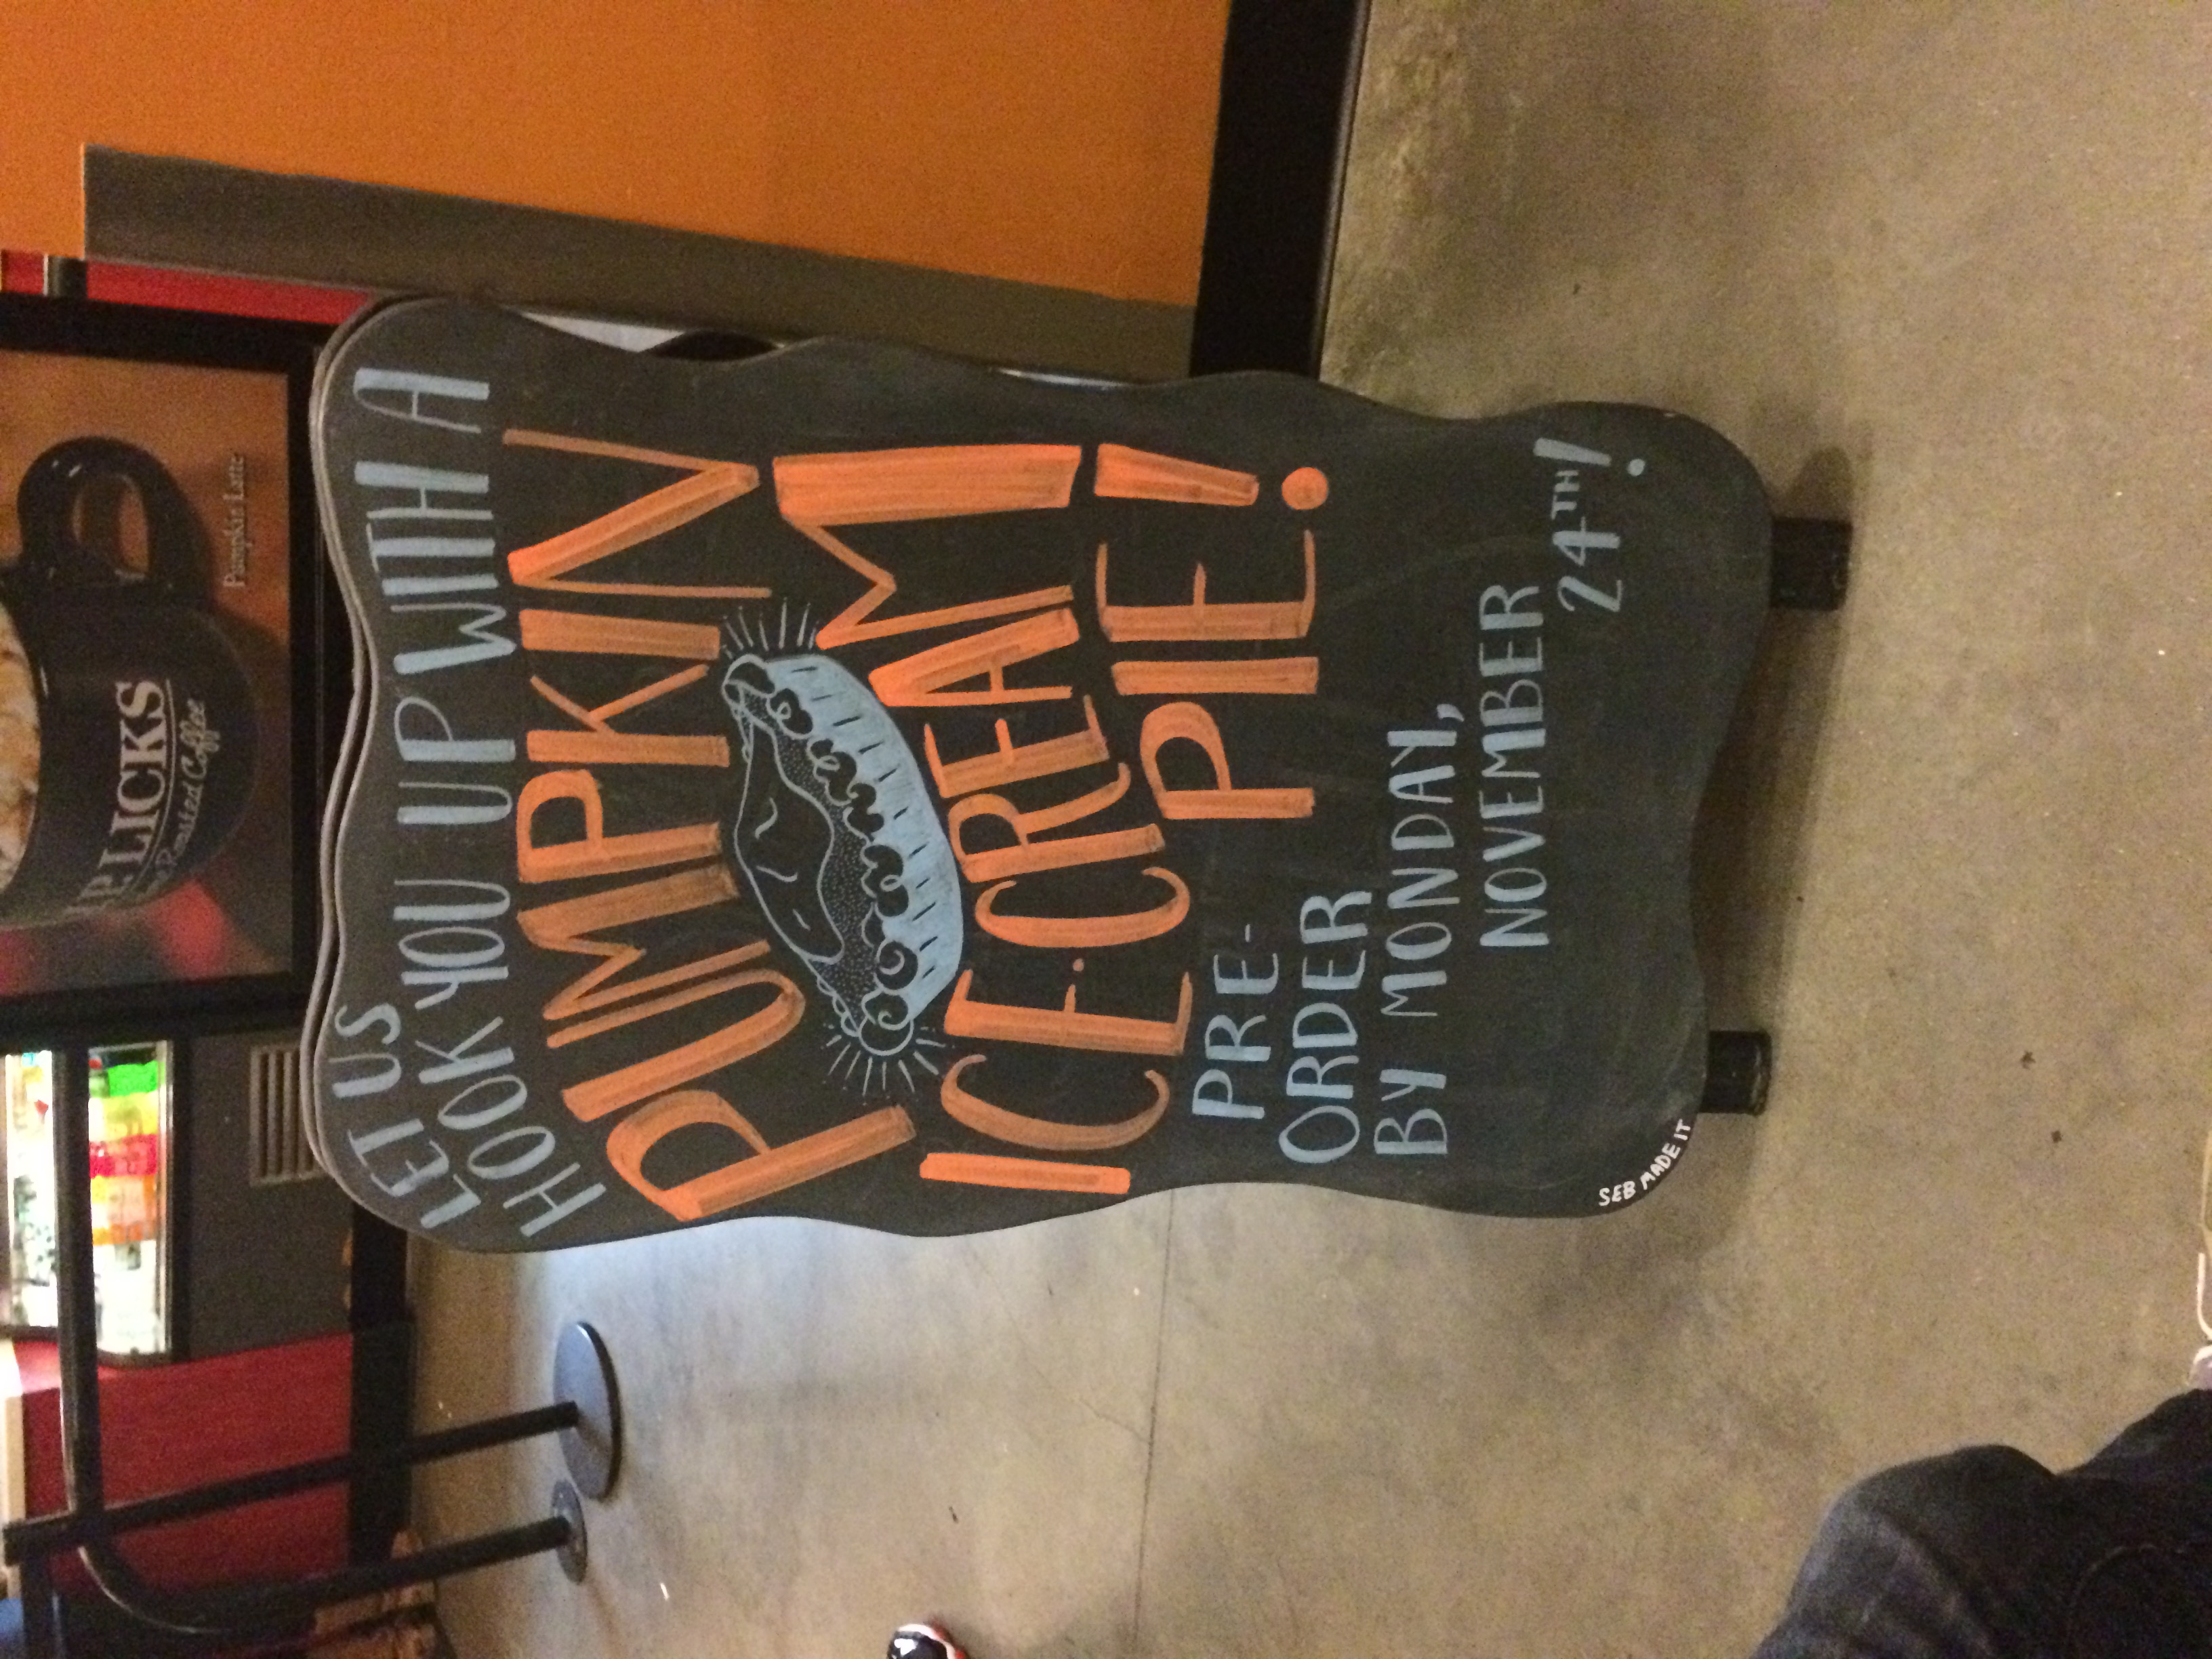 P. LICKS
Roasted Coffee
Pumpkin Latte
LET US
HOOK YOU UP WITH A
PUMPKIN
ICE-CREAM
PIE!
PRE-
ORDER
BY MONDAY,
NOVEMBER
24TH!
SEB MADE IT